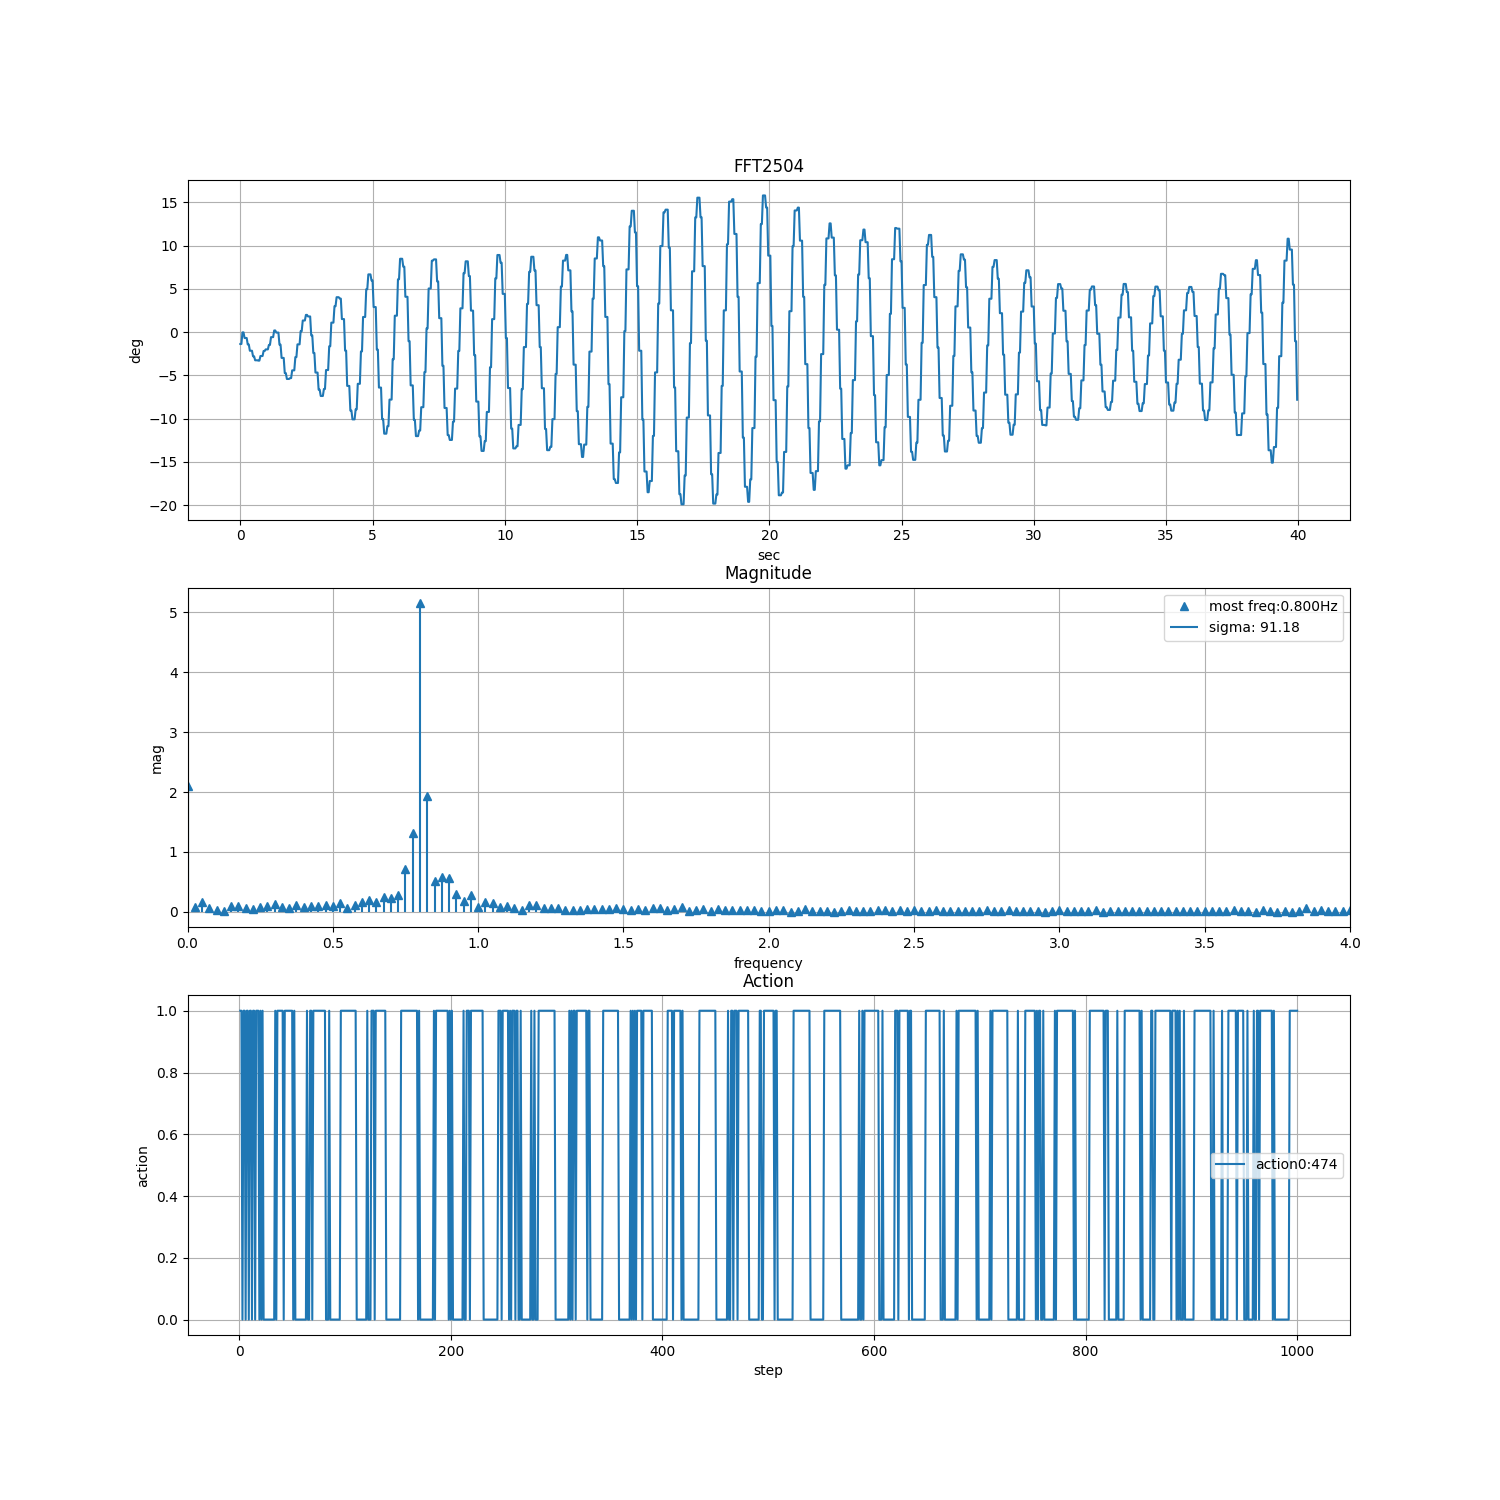 FFT2504
15
10
5
0
−5
−10
−15
−20
deg
0 5 10 15 20 25 30 35 40
sec
Magnitude
5
4
3
2
1
0
mag
most freq:0.800Hz
sigma: 91.18
0.0 0.5 1.0 1.5 2.0 2.5 3.0 3.5 4.0
frequency
Action
1.0
0.8
0.6
0.4
0.2
0.0
action
action0:474
0 200 400 600 800 1000
step